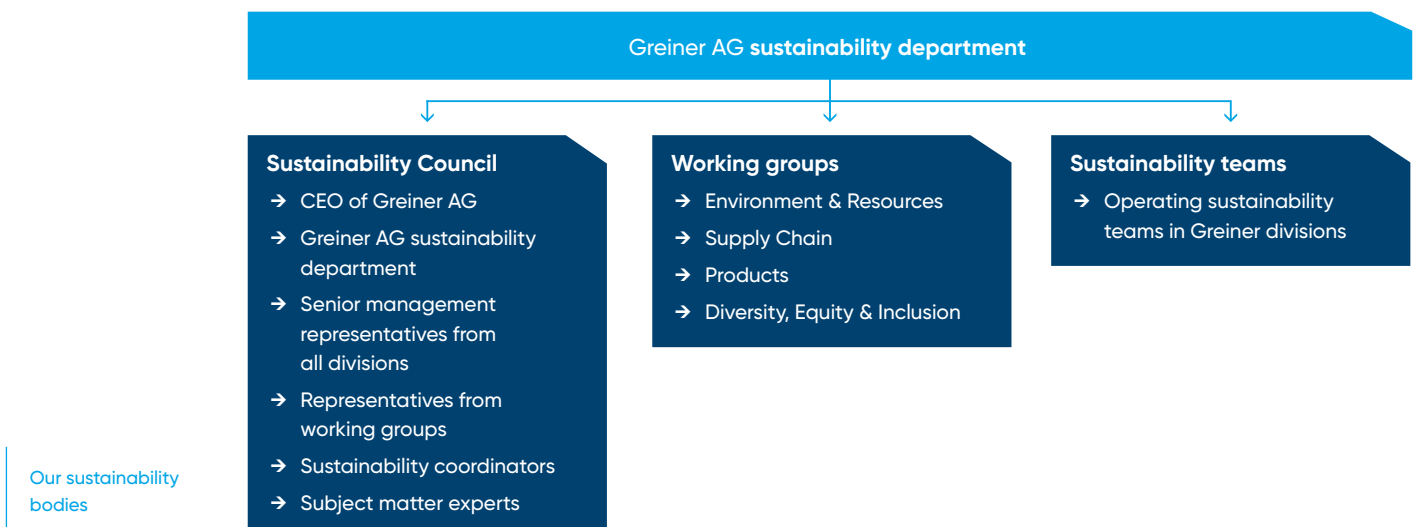 Greiner AG sustainability department
Sustainability Council
→ CEO of Greiner AG
→ Greiner AG sustainability
department
→ Senior management
representatives from
all divisions
→ Representatives from
working groups
→ Sustainability coordinators
→ Subject matter experts
Working groups
→ Environment & Resources
→ Supply Chain
→ Products
→ Diversity, Equity & Inclusion
Sustainability teams
→ Operating sustainability
teams in Greiner divisions
Our sustainability
bodies